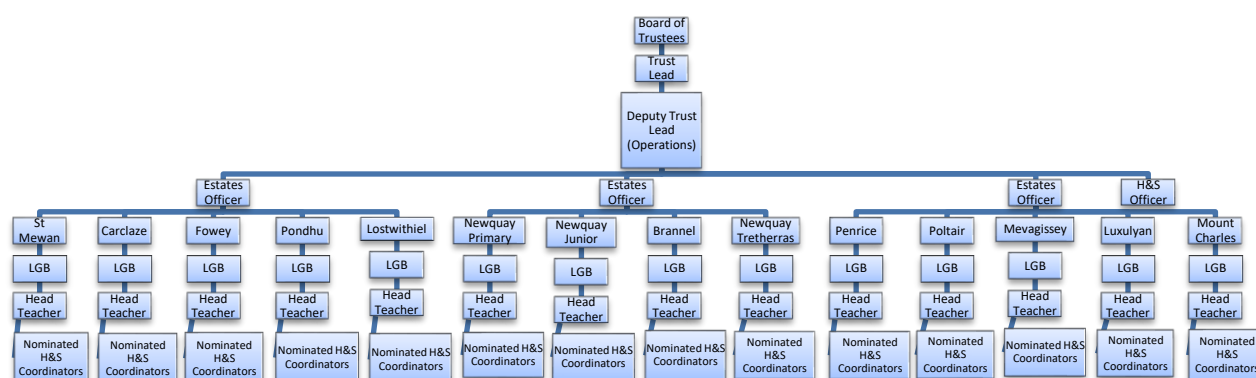 Board of
Trustees
Trust
Lead
Deputy Trust
Lead
(Operations)
Estates
Officer
Estates
Officer
Estates
Officer
H&S
Officer
St
Mewan
Carclaze
Fowey
Pondhu
Lostwithiel
Newquay
Primary
Newquay
Junior
Brannel
Newquay
Tretherras
Penrice
Poltair
Mevagissey
Luxulyan
Mount
Charles
LGB
LGB
LGB
LGB
LGB
LGB
LGB
LGB
LGB
LGB
LGB
LGB
LGB
LGB
Head
Teacher
Head
Teacher
Head
Teacher
Head
Teacher
Head
Teacher
Head
Teacher
Head
Teacher
Head
Teacher
Head
Teacher
Head
Teacher
Head
Teacher
Head
Teacher
Head
Teacher
Head
Teacher
Nominated
H&S
Coordinators
Nominated
H&S
Coordinators
Nominated
H&S
Coordinators
Nominated H&S
Coordinators
Nominated H&S
Coordinators
Nominated H&S
Coordinators
Nominated H&S
Coordinators
Nominated H&S
Coordinators
Nominated
H&S
Coordinators
Nominated H&S
Coordinators
Nominated H&S
Coordinators
Nominated H&S
Coordinators
Nominated
H&S
Coordinators
Nominated
H&S
Coordinators